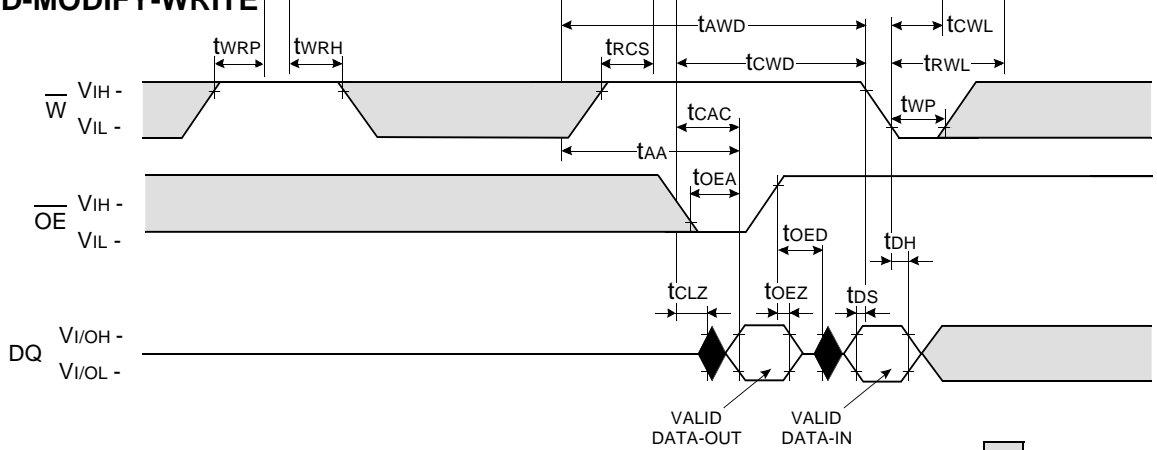 D-MODIFY-WRITE
tAWD
tCWL
tWRP
tWRH
tRCS
tCWD
tRWL
W
VIH -
VIL -
tWP
tCAC
tAA
tOEA
OE
VIH -
VIL -
tOED
tDH
tCLZ
tOEZ
tDS
DQ
VI/OH -
VI/OL -
VALID
DATA-OUT
VALID
DATA-IN